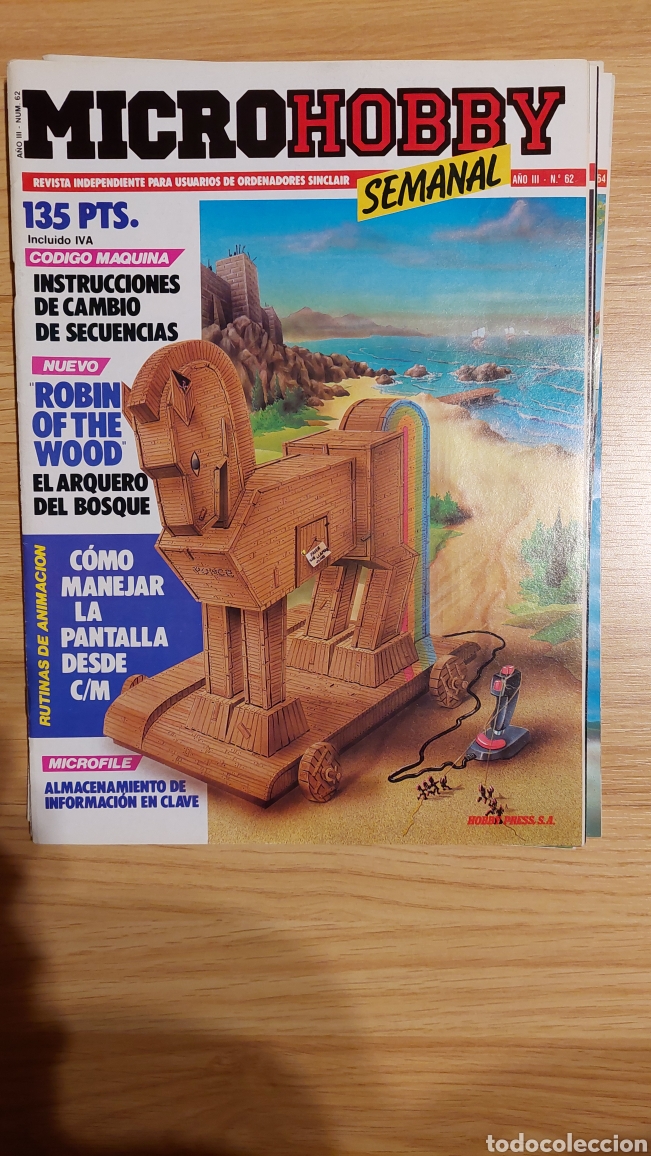 AÑO III - NUM. 62
MICROHOBBY
SEMANAL
REVISTA INDEPENDIENTE PARA USUARIOS DE ORDENADORES SINCLAIR
AÑO III - N.° 62
64
135 PTS.
Incluido IVA
CODIGO MAQUINA
INSTRUCCIONES
DE CAMBIO
DE SECUENCIAS
NUEVO
"ROBIN
OF THE
WOOD"
EL ARQUERO
DEL BOSQUE
RUTINAS DE ANIMACION
CÓMO
MANEJAR
LA
PANTALLA
DESDE
C/M
MICROFILE
ALMACENAMIENTO DE
INFORMACIÓN EN CLAVE
HOBBY PRESS, S.A.
todocoleccion